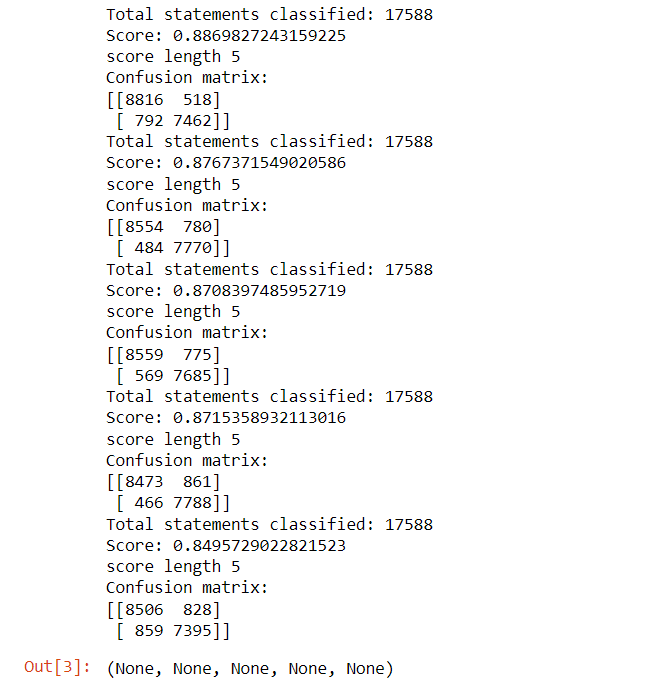 Total statements classified: 17588
Score: 0.8869827243159225
score length 5
Confusion matrix:
[[8816  518]
 [ 792 7462]]
Total statements classified: 17588
Score: 0.8767371549020586
score length 5
Confusion matrix:
[[8554  780]
 [ 484 7770]]
Total statements classified: 17588
Score: 0.8708397485952719
score length 5
Confusion matrix:
[[8559  775]
 [ 569 7685]]
Total statements classified: 17588
Score: 0.8715358932113016
score length 5
Confusion matrix:
[[8473  861]
 [ 466 7788]]
Total statements classified: 17588
Score: 0.8495729022821523
score length 5
Confusion matrix:
[[8506  828]
 [ 859 7395]]
Out[3]: (None, None, None, None, None)